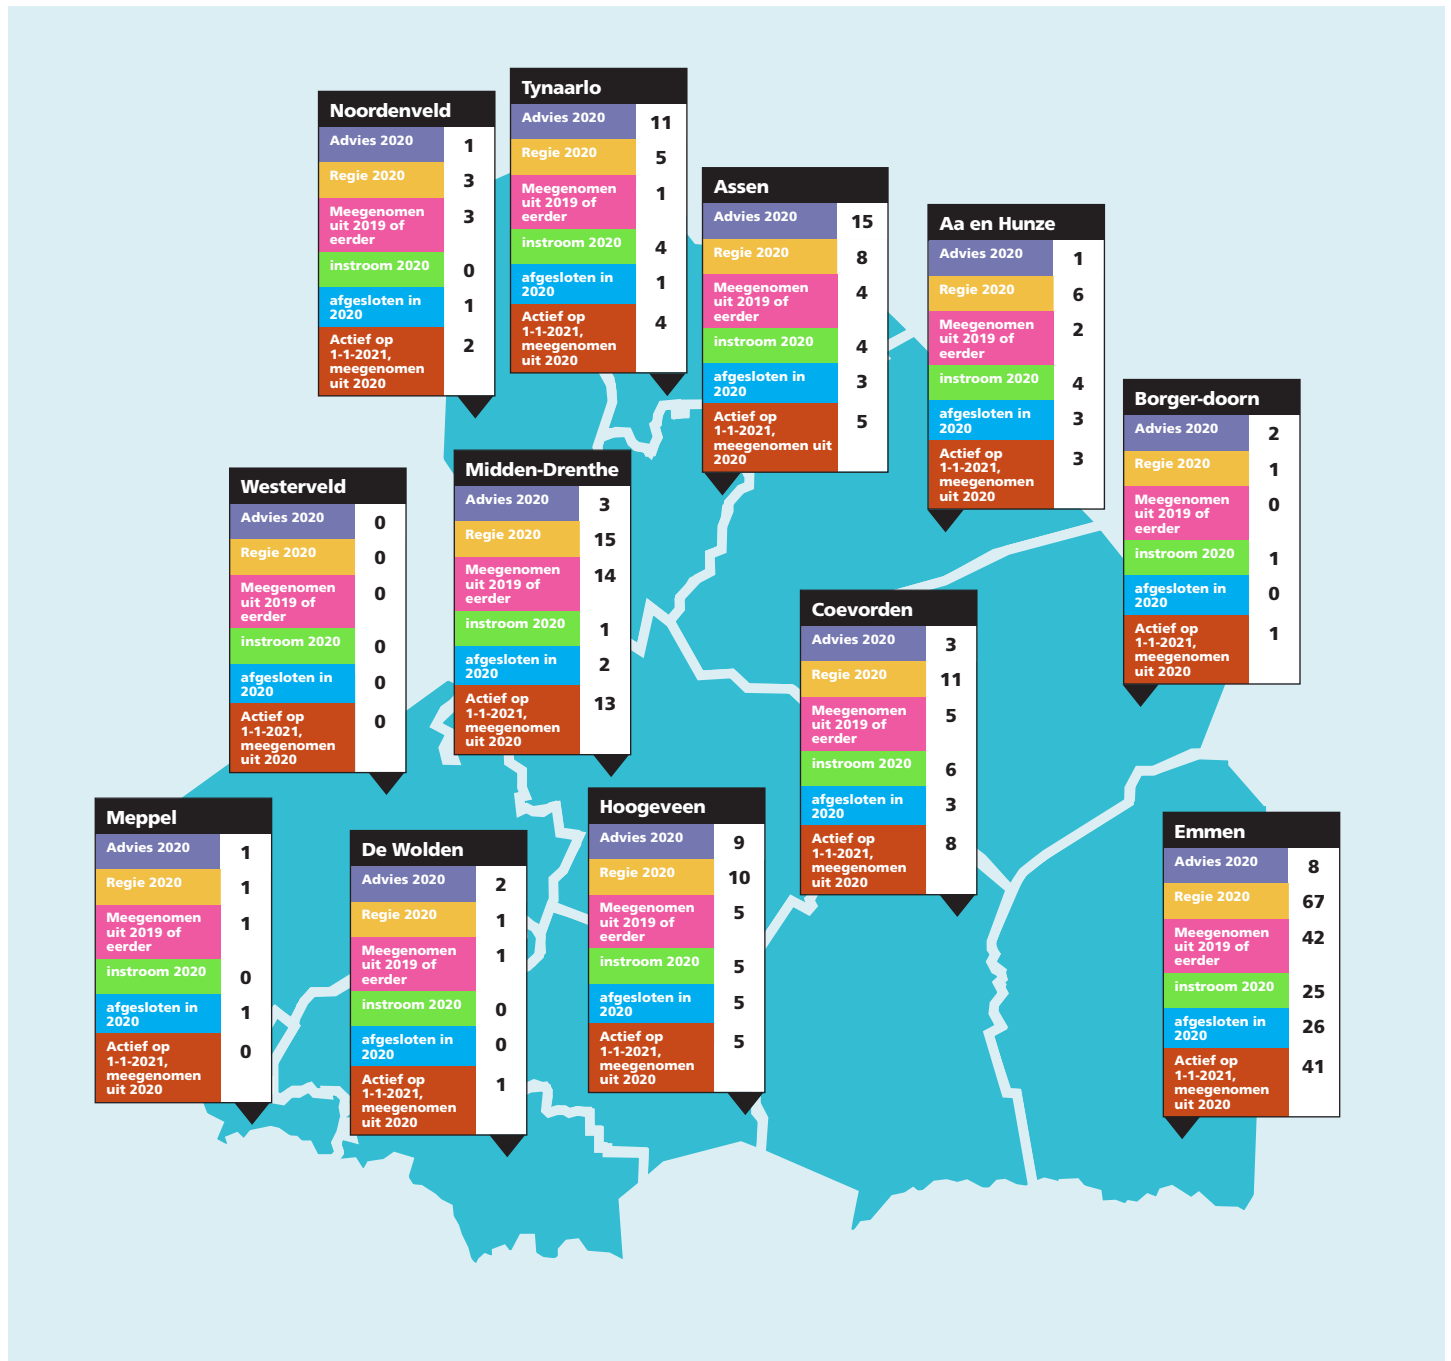 Noordenveld
Advies 2020
1
Regie 2020
3
Meegenomen
uit 2019 of
eerder
3
instroom 2020
0
afgesloten in
2020
1
Actief op
1-1-2021,
meegenomen
uit 2020
2
Tynaarlo
Advies 2020
11
Regie 2020
5
Meegenomen
uit 2019 of
eerder
1
instroom 2020
4
afgesloten in
2020
1
Actief op
1-1-2021,
meegenomen
uit 2020
4
Assen
Advies 2020
15
Regie 2020
8
Meegenomen
uit 2019 of
eerder
4
instroom 2020
4
afgesloten in
2020
3
Actief op
1-1-2021,
meegenomen uit
2020
5
Aa en Hunze
Advies 2020
1
Regie 2020
6
Meegenomen
uit 2019 of
eerder
2
instroom 2020
4
afgesloten in
2020
3
Actief op
1-1-2021,
meegenomen
uit 2020
3
Borger-doorn
Advies 2020
2
Regie 2020
1
Meegenomen
uit 2019 of
eerder
0
instroom 2020
1
afgesloten in
2020
0
Actief op
1-1-2021,
meegenomen
uit 2020
1
Westerveld
Advies 2020
0
Regie 2020
0
Meegenomen
uit 2019 of
eerder
0
instroom 2020
0
afgesloten in
2020
0
Actief op
1-1-2021,
meegenomen
uit 2020
0
Midden-Drenthe
Advies 2020
3
Regie 2020
15
Meegenomen
uit 2019 of
eerder
14
instroom 2020
1
afgesloten in
2020
2
Actief op
1-1-2021,
meegenomen
uit 2020
13
Coevorden
Advies 2020
3
Regie 2020
11
Meegenomen
uit 2019 of
eerder
5
instroom 2020
6
afgesloten in
2020
3
Actief op
1-1-2021,
meegenomen
uit 2020
8
Meppel
Advies 2020
1
Regie 2020
1
Meegenomen
uit 2019 of
eerder
1
instroom 2020
0
afgesloten in
2020
1
Actief op
1-1-2021,
meegenomen
uit 2020
0
De Wolden
Advies 2020
2
Regie 2020
1
Meegenomen
uit 2019 of
eerder
1
instroom 2020
0
afgesloten in
2020
0
Actief op
1-1-2021,
meegenomen
uit 2020
1
Hoogeveen
Advies 2020
9
Regie 2020
10
Meegenomen
uit 2019 of
eerder
5
instroom 2020
5
afgesloten in
2020
5
Actief op
1-1-2021,
meegenomen
uit 2020
5
Emmen
Advies 2020
8
Regie 2020
67
Meegenomen
uit 2019 of
eerder
42
instroom 2020
25
afgesloten in
2020
26
Actief op
1-1-2021,
meegenomen
uit 2020
41